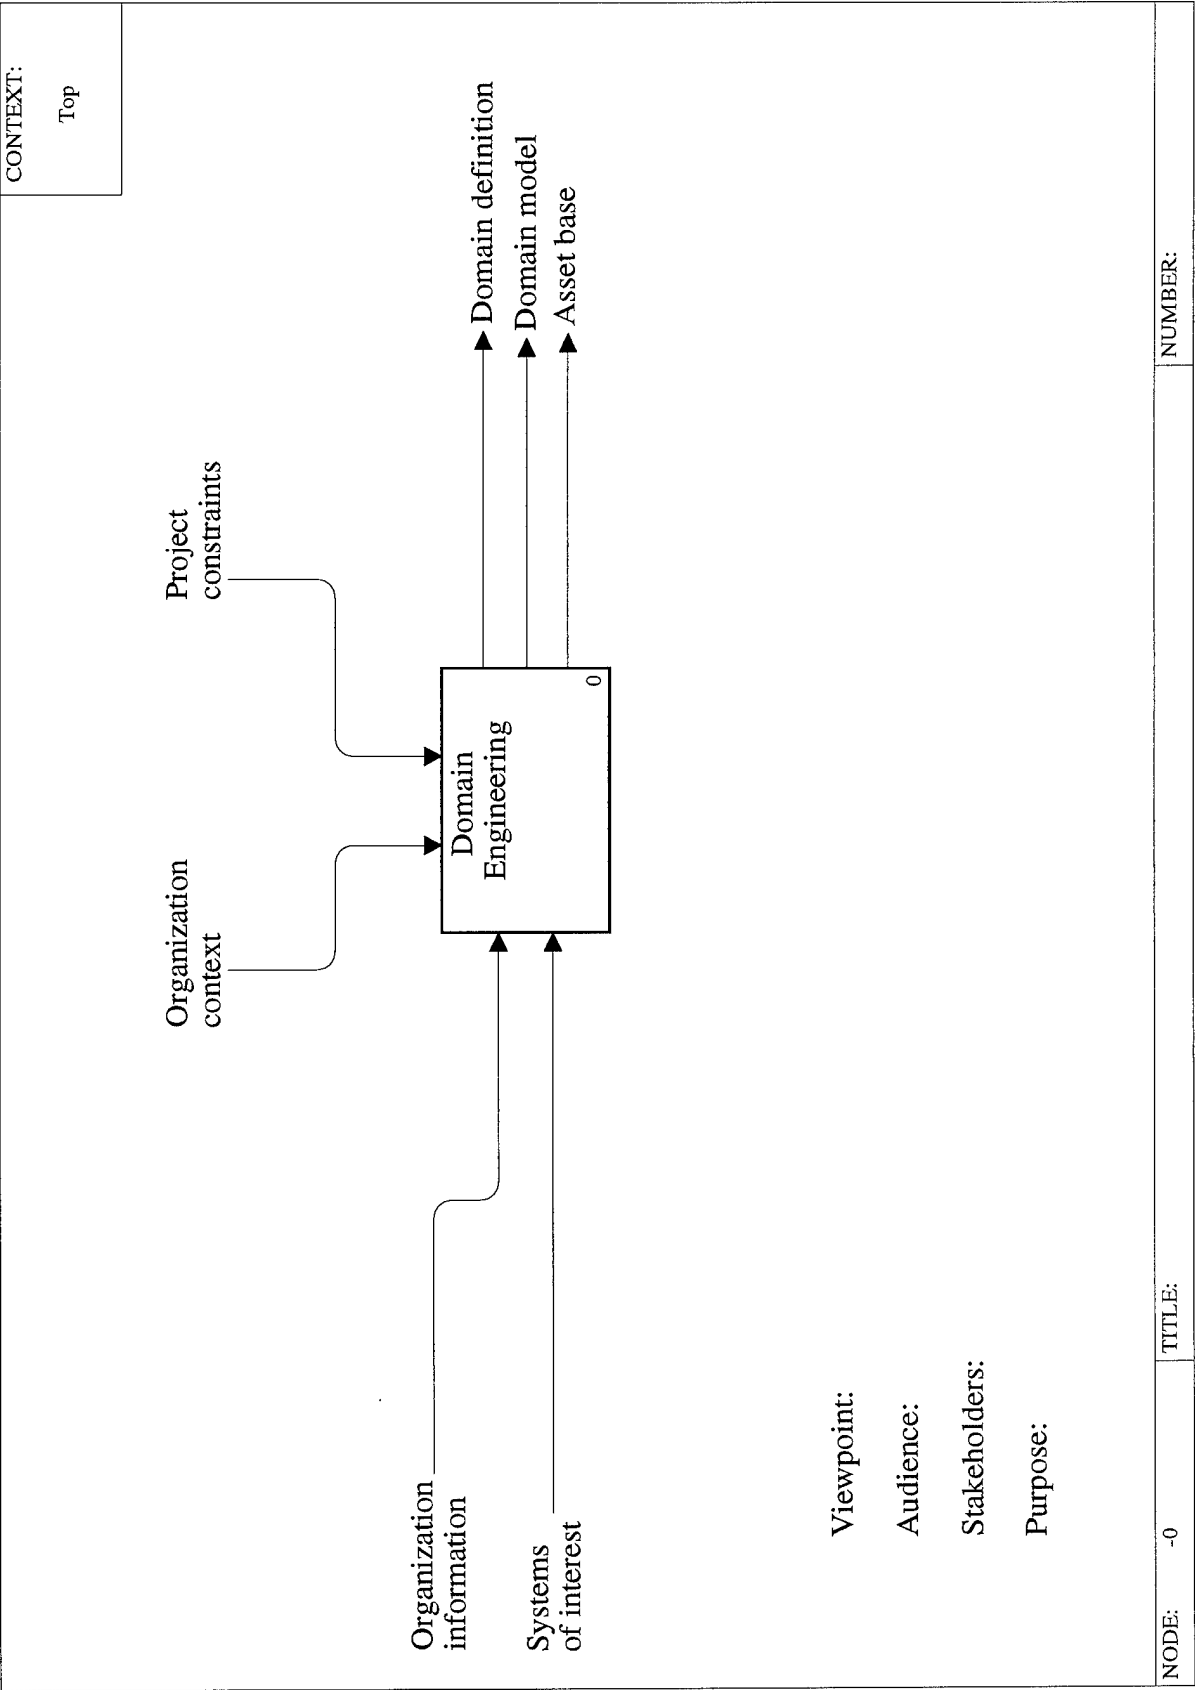 CONTEXT:
Top
Organization
context
Project
constraints
Organization
information
Systems
of interest
Domain
Engineering
0
Domain definition
Domain model
Asset base
Viewpoint:
Audience:
Stakeholders:
Purpose:
NODE: -0
TITLE:
NUMBER: